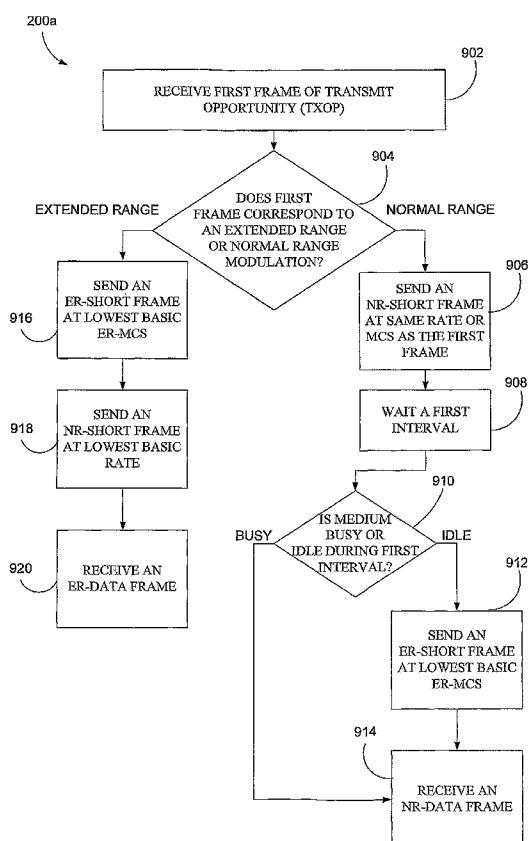 200a
902
RECEIVE FIRST FRAME OF TRANSMIT
OPPORTUNITY (TXOP)
904
DOES FIRST
FRAME CORRESPOND TO
AN EXTENDED RANGE
OR NORMAL RANGE
MODULATION?
EXTENDED RANGE
NORMAL RANGE
916
SEND AN
ER-SHORT FRAME
AT LOWEST BASIC
ER-MCS
918
SEND AN
NR-SHORT FRAME
AT LOWEST BASIC
RATE
920
RECEIVE AN
ER-DATA FRAME
906
SEND AN
NR-SHORT FRAME
AT SAME RATE OR
MCS AS THE FIRST
FRAME
908
WAIT A FIRST
INTERVAL
910
IS MEDIUM
BUSY OR
IDLE DURING FIRST
INTERVAL?
BUSY
IDLE
912
SEND AN
ER-SHORT FRAME
AT LOWEST BASIC
ER-MCS
914
RECEIVE AN
NR-DATA FRAME